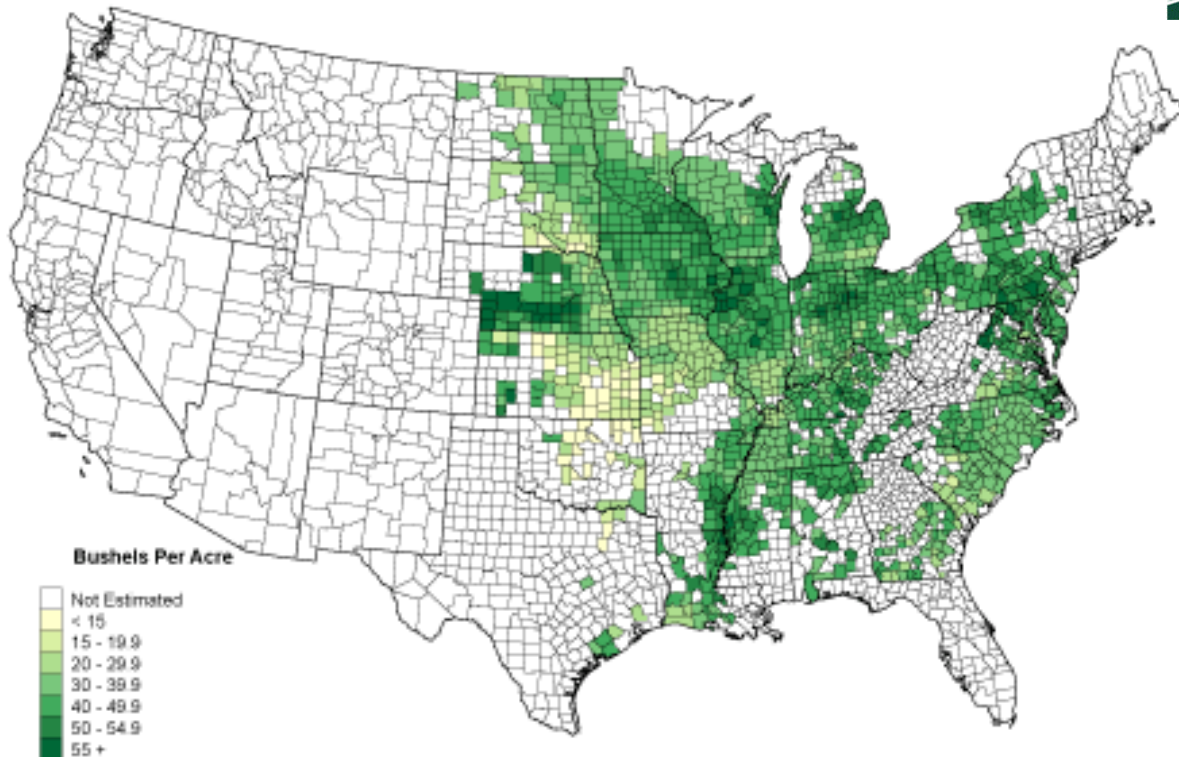 Bushels Per Acre
Not Estimated
< 15
15 - 19.9
20 - 29.9
30 - 39.9
40 - 49.9
50 - 54.9
55 +